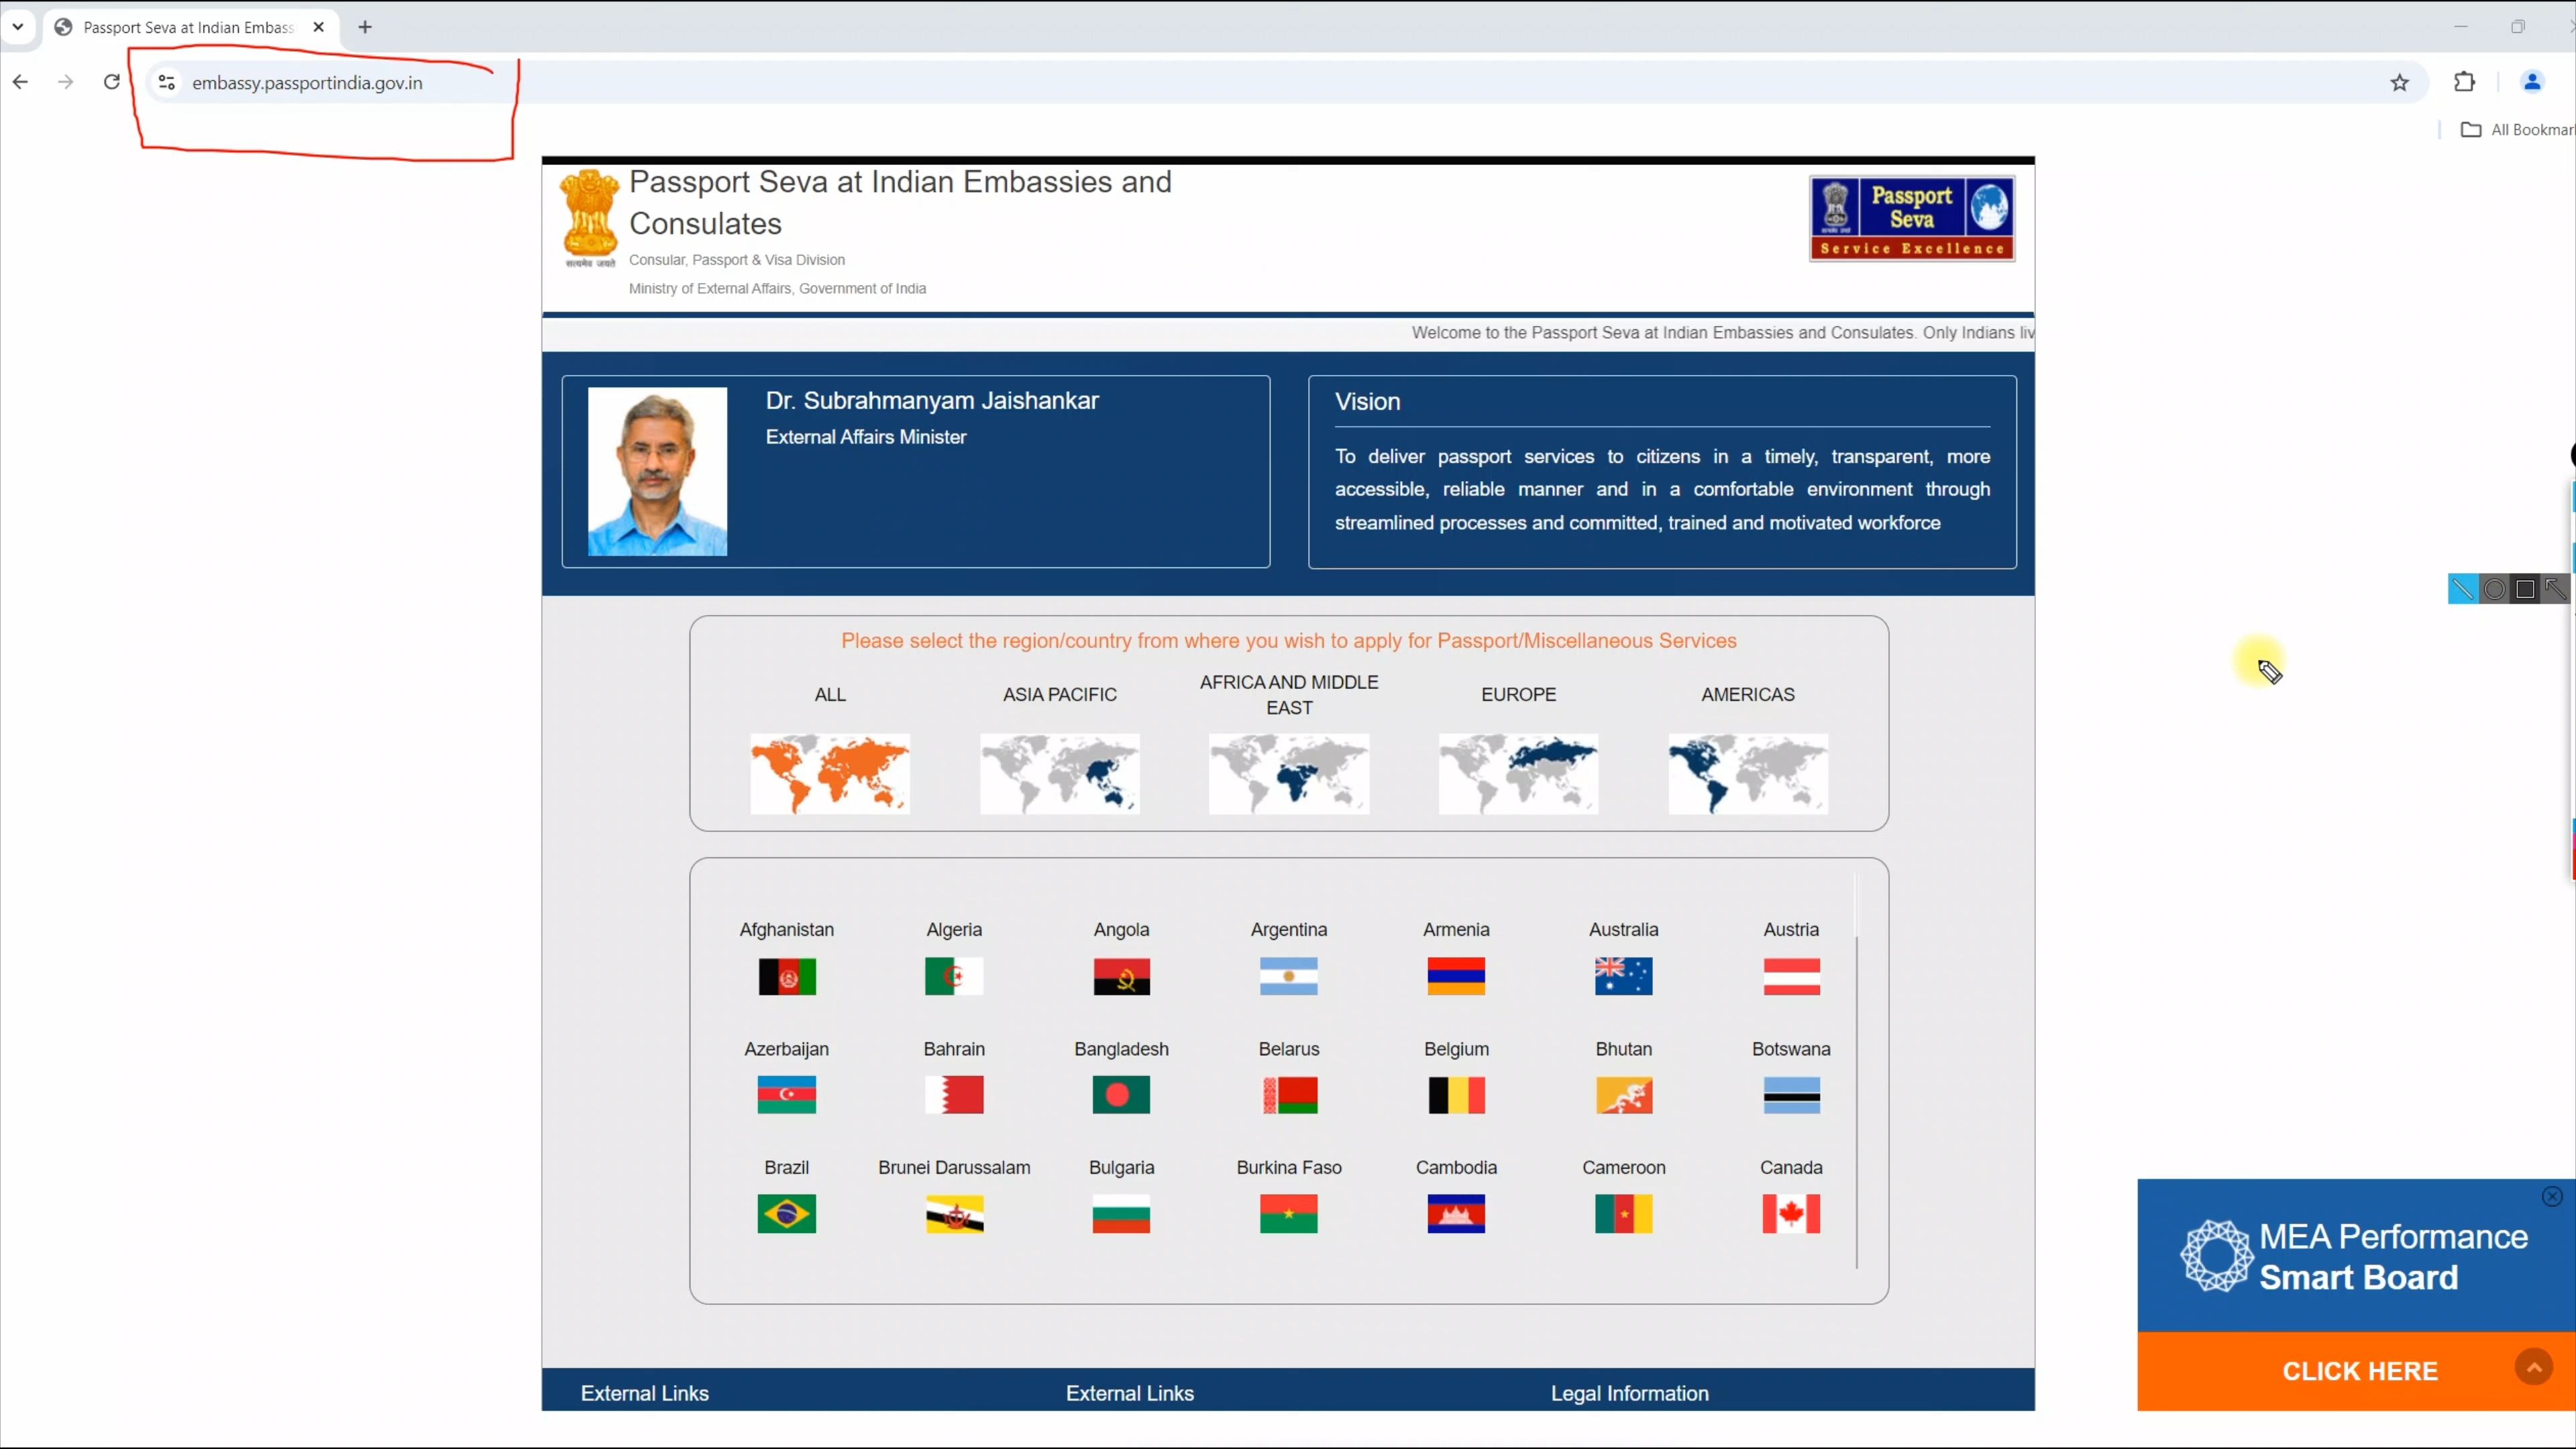 Passport Seva at Indian Embass
embassy.passportindia.gov.in
All Bookmar
Passport Seva at Indian Embassies and
Consulates
Consular, Passport & Visa Division
Ministry of External Affairs, Government of India
सत्यमेव जयते
Passport
Seva
Service Excellence
Welcome to the Passport Seva at Indian Embassies and Consulates. Only Indians liv
Dr. Subrahmanyam Jaishankar
External Affairs Minister
Vision
To deliver passport services to citizens in a timely, transparent, more
accessible, reliable manner and in a comfortable environment through
streamlined processes and committed, trained and motivated workforce
Please select the region/country from where you wish to apply for Passport/Miscellaneous Services
ALL ASIA PACIFIC AFRICA AND MIDDLE EAST EUROPE AMERICAS
Afghanistan Algeria Angola Argentina Armenia Australia Austria
Azerbaijan Bahrain Bangladesh Belarus Belgium Bhutan Botswana
Brazil Brunei Darussalam Bulgaria Burkina Faso Cambodia Cameroon Canada
MEA Performance
Smart Board
CLICK HERE
External Links External Links Legal Information